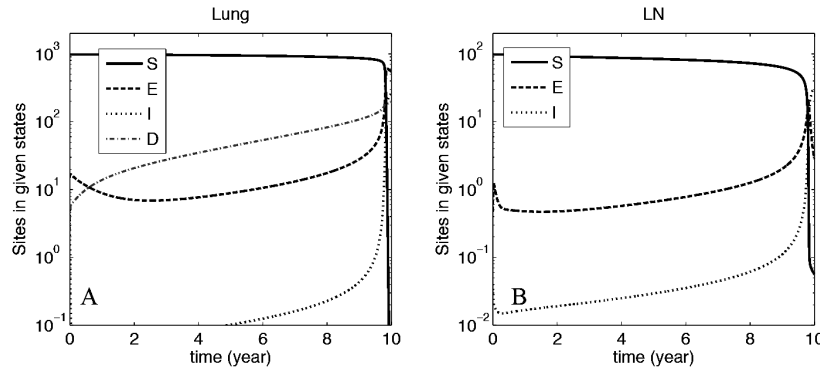 Lung
10^3
10^2
10^1
10^0
10^-1
Sites in given states
S
E
I
D
A
0
2
4
6
8
10
time (year)
LN
10^2
10^1
10^0
10^-1
10^-2
Sites in given states
S
E
I
B
0
2
4
6
8
10
time (year)